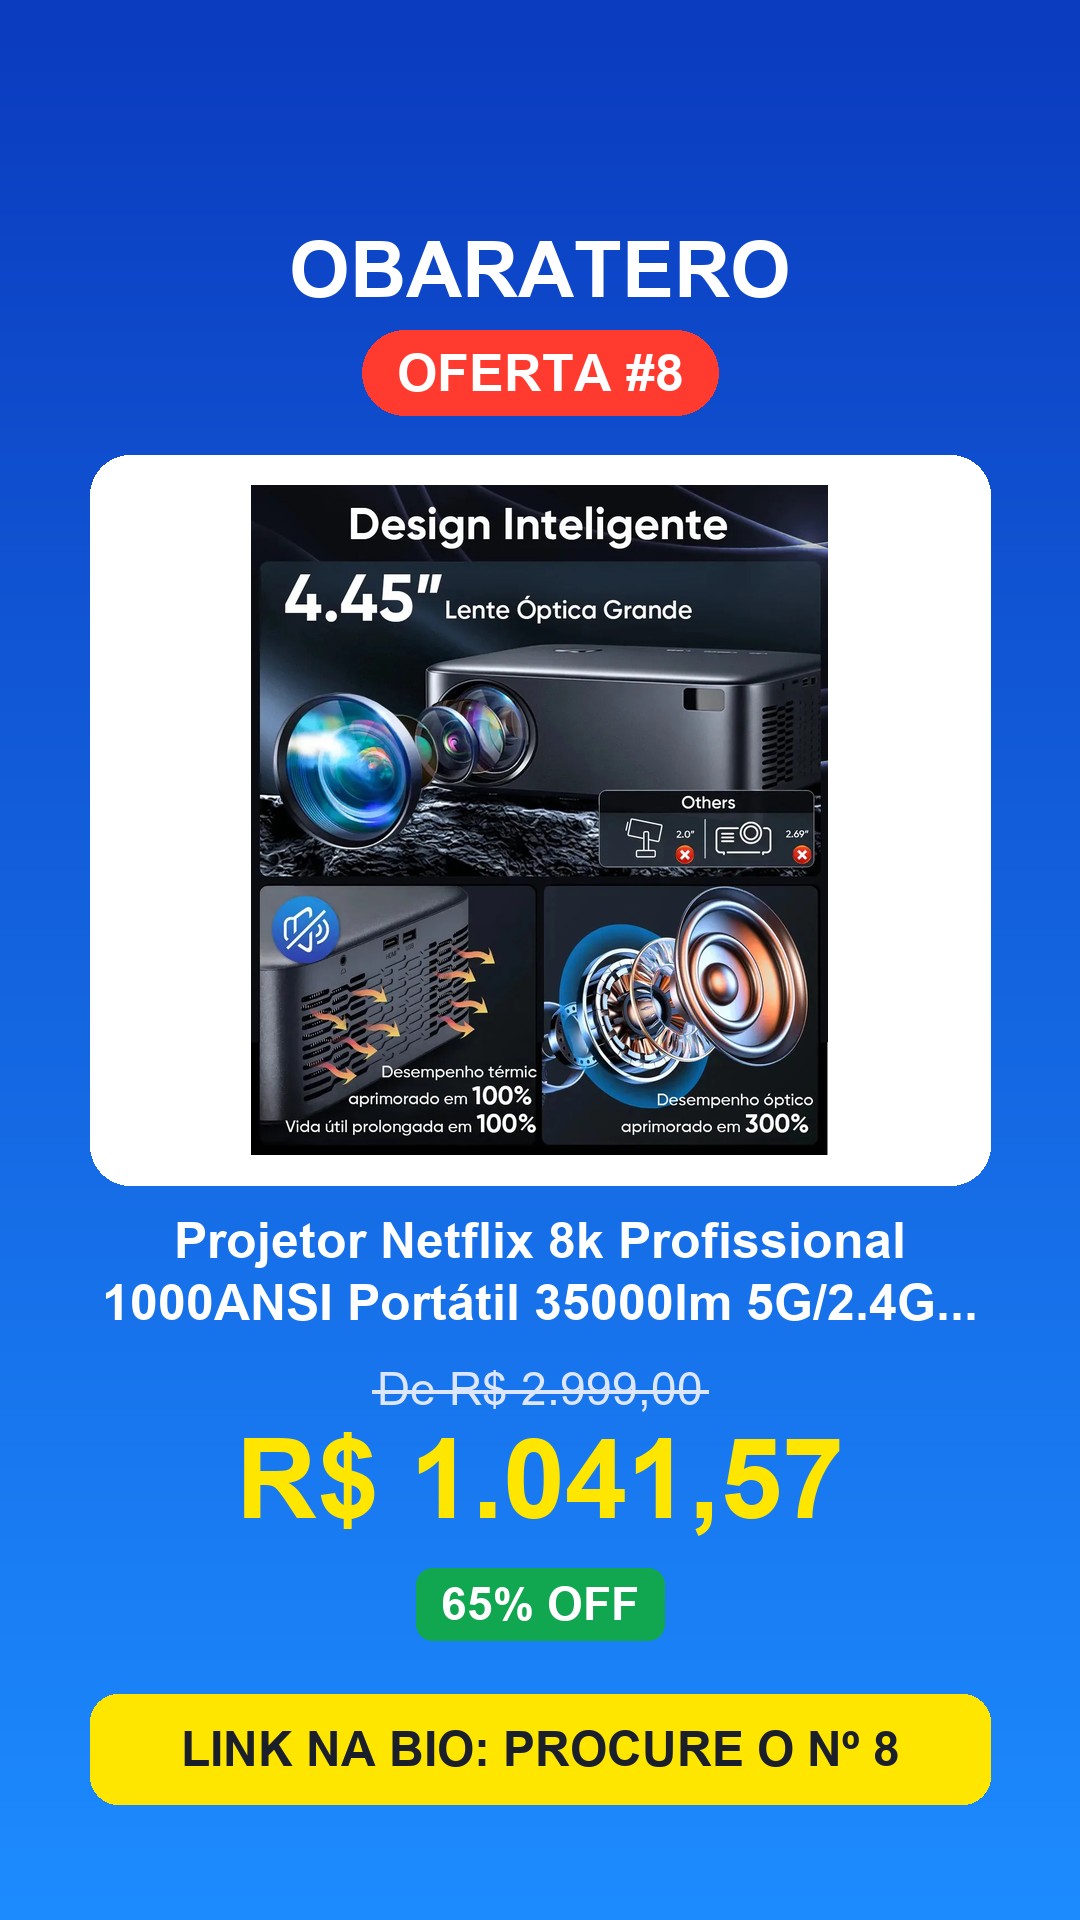 OBARATERO
OFERTA #8
Design Inteligente
4.45" Lente Óptica Grande
Others
2.0" 2.69"
Desempenho térmic
aprimorado em 100%
Vida útil prolongada em 100%
Desempenho óptico
aprimorado em 300%
Projetor Netflix 8k Profissional
1000ANSI Portátil 35000lm 5G/2.4G...
De R$ 2.999,00
R$ 1.041,57
65% OFF
LINK NA BIO: PROCURE O Nº 8